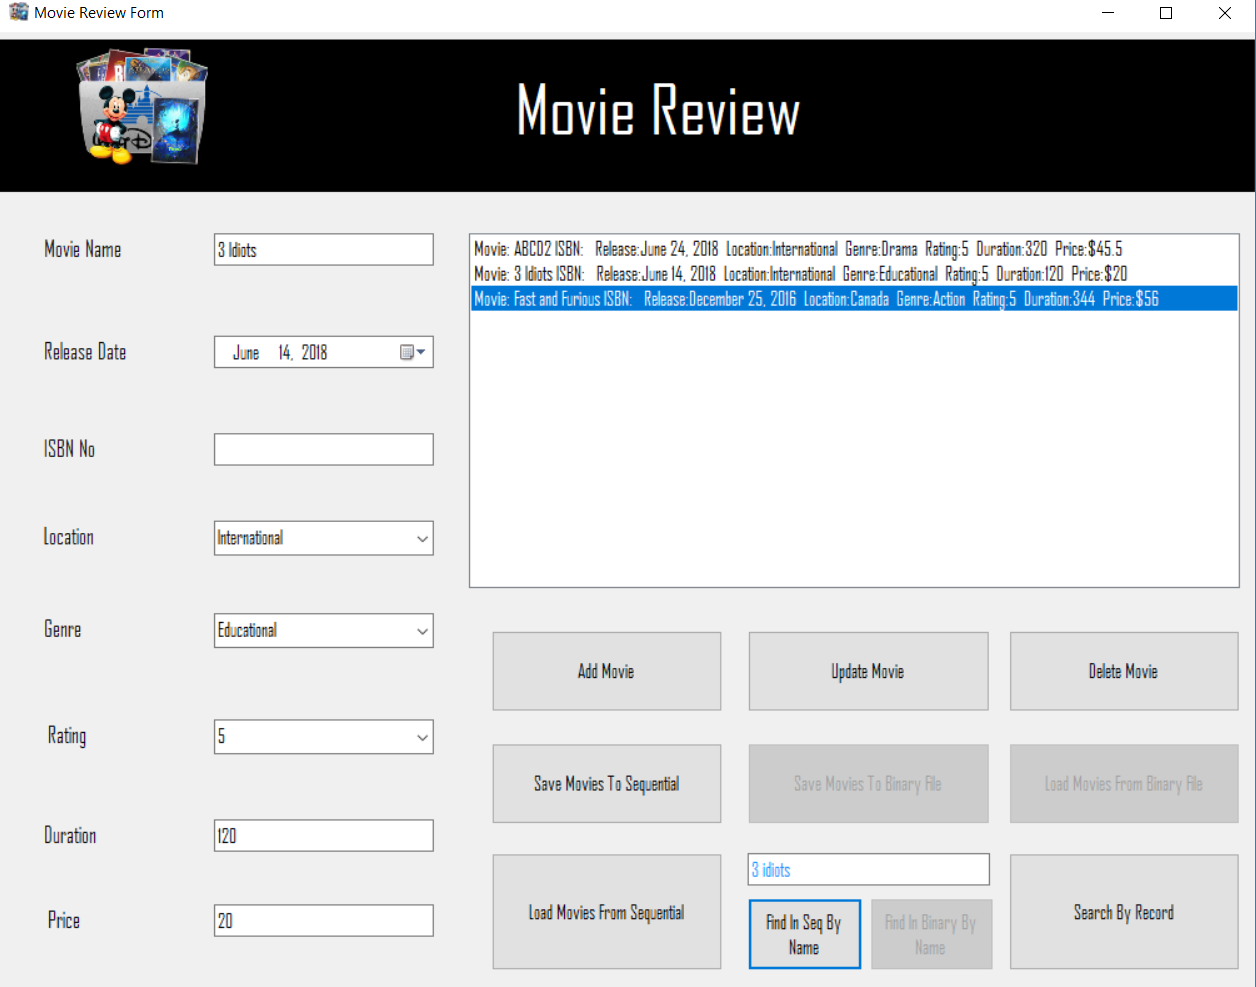 Movie Review Form
Movie Review
Movie Name
3 Idiots
Release Date
June 14, 2018
ISBN No
Location
International
Genre
Educational
Rating
5
Duration
120
Price
20
Movie: ABCD2 ISBN: Release:June 24, 2018 Location:International Genre:Drama Rating:5 Duration:320 Price:$45.5
Movie: 3 Idiots ISBN: Release:June 14, 2018 Location:International Genre:Educational Rating:5 Duration:120 Price:$20
Movie: Fast and Furious ISBN: Release:December 25, 2016 Location:Canada Genre:Action Rating:5 Duration:344 Price:$56
Add Movie
Update Movie
Delete Movie
Save Movies To Sequential
Save Movies To Binary File
Load Movies From Binary File
Load Movies From Sequential
3 idiots
Find In Seq By
Name
Find In Binary By
Name
Search By Record